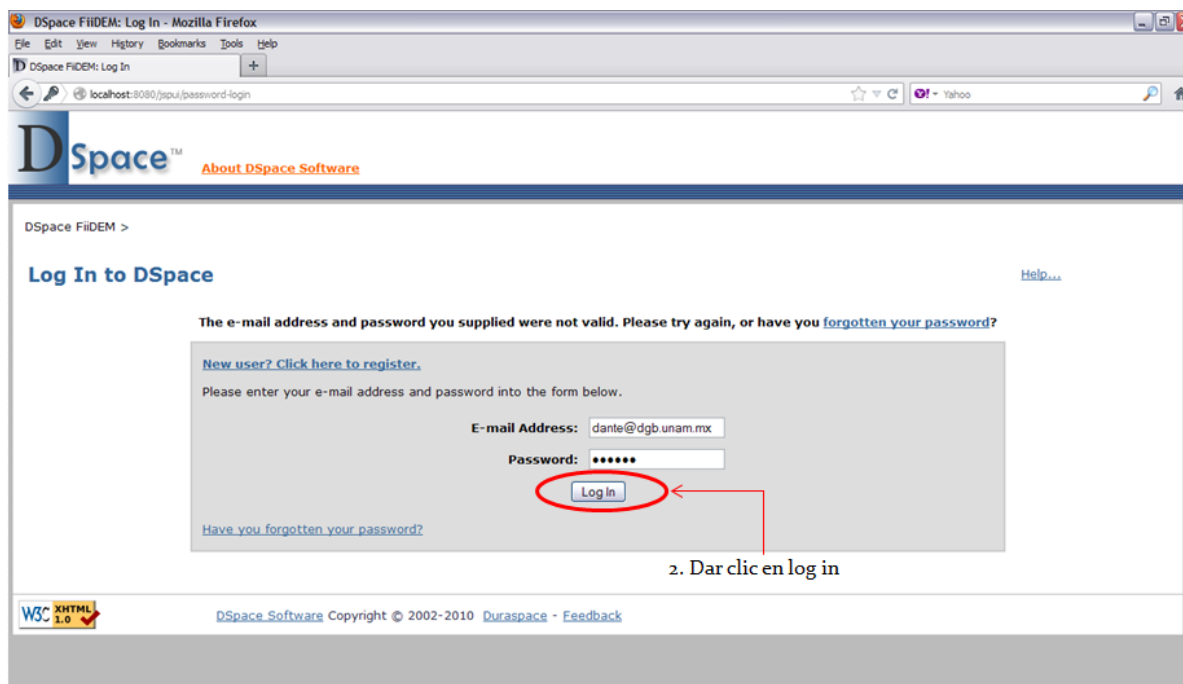 DSpace FiiDEM: Log In - Mozilla Firefox
File Edit View History Bookmarks Tools Help
DSpace FiiDEM: Log In +
localhost:8080/jspui/password-login Yahoo
DSpace™ About DSpace Software
DSpace FiiDEM >
Log In to DSpace Help...
The e-mail address and password you supplied were not valid. Please try again, or have you forgotten your password?
New user? Click here to register.
Please enter your e-mail address and password into the form below.
E-mail Address: dante@dgb.unam.mx
Password: ••••••
Log In
Have you forgotten your password?
2. Dar clic en log in
W3C XHTML 1.0 DSpace Software Copyright © 2002-2010 Duraspace - Feedback